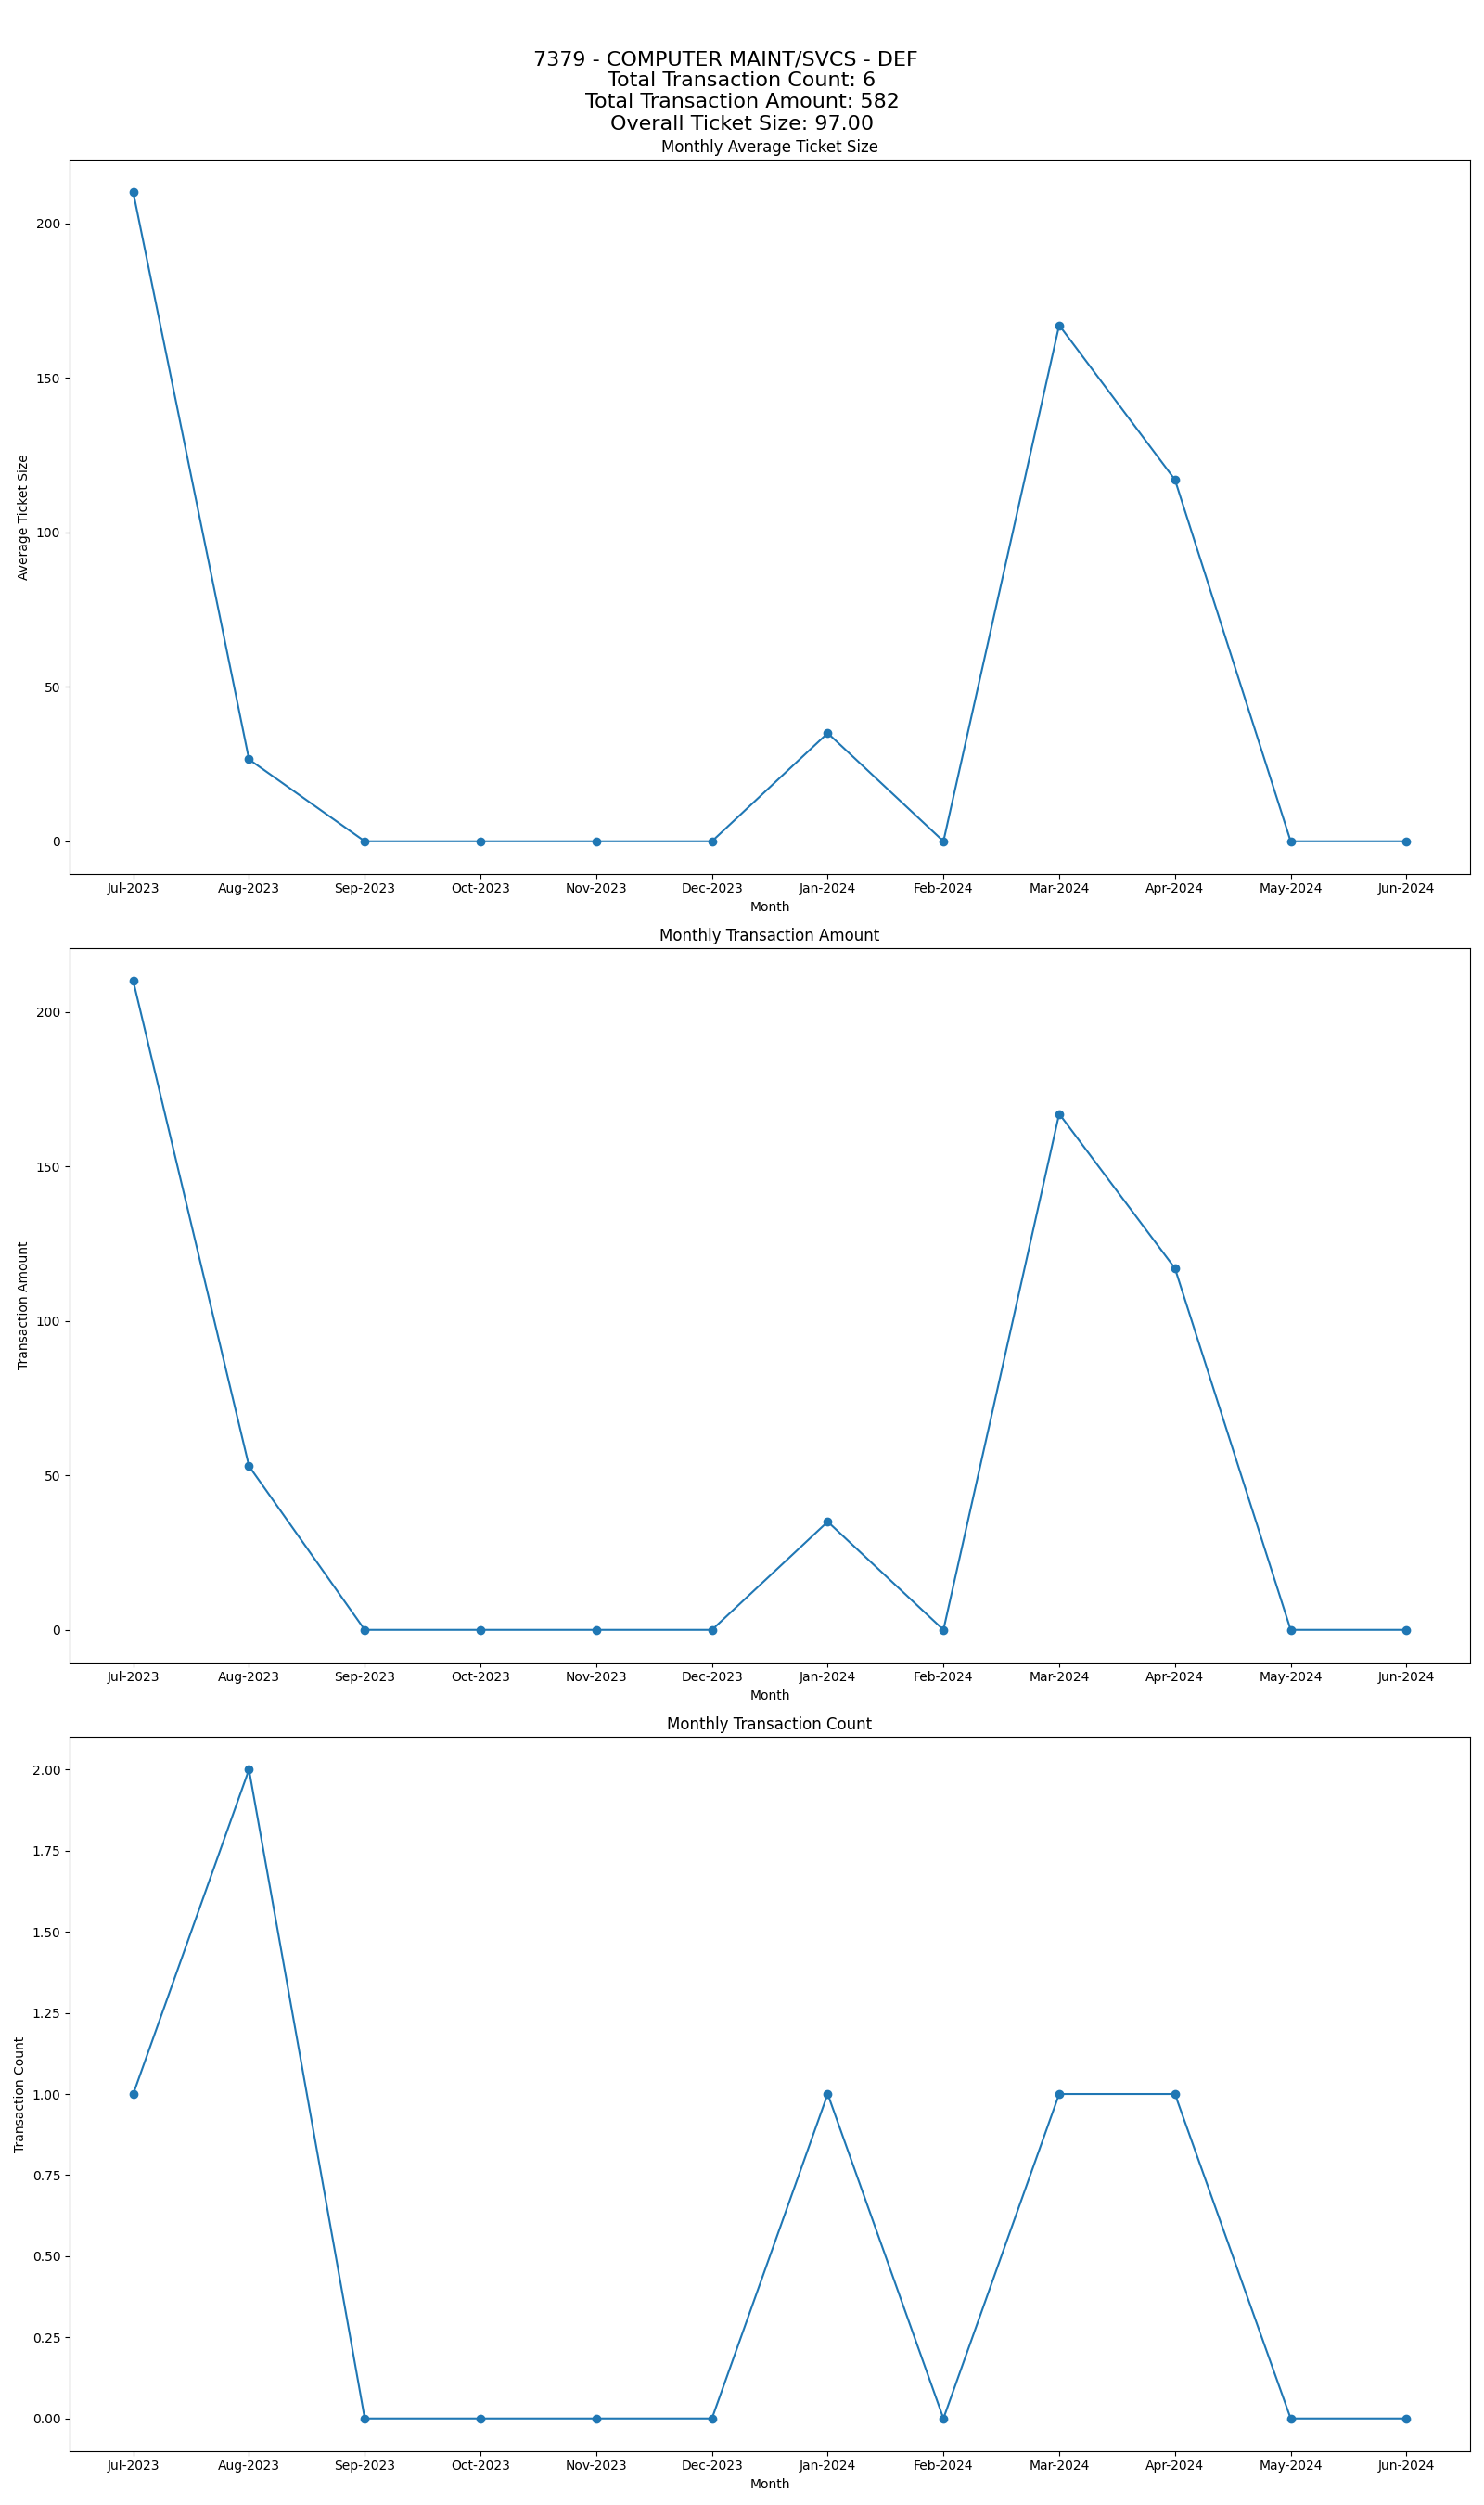 7379 - COMPUTER MAINT/SVCS - DEF
Total Transaction Count: 6
Total Transaction Amount: 582
Overall Ticket Size: 97.00
Monthly Average Ticket Size
200
150
100
50
0
Average Ticket Size
Jul-2023 Aug-2023 Sep-2023 Oct-2023 Nov-2023 Dec-2023 Jan-2024 Feb-2024 Mar-2024 Apr-2024 May-2024 Jun-2024
Month
Monthly Transaction Amount
200
150
100
50
0
Transaction Amount
Jul-2023 Aug-2023 Sep-2023 Oct-2023 Nov-2023 Dec-2023 Jan-2024 Feb-2024 Mar-2024 Apr-2024 May-2024 Jun-2024
Month
Monthly Transaction Count
2.00
1.75
1.50
1.25
1.00
0.75
0.50
0.25
0.00
Transaction Count
Jul-2023 Aug-2023 Sep-2023 Oct-2023 Nov-2023 Dec-2023 Jan-2024 Feb-2024 Mar-2024 Apr-2024 May-2024 Jun-2024
Month